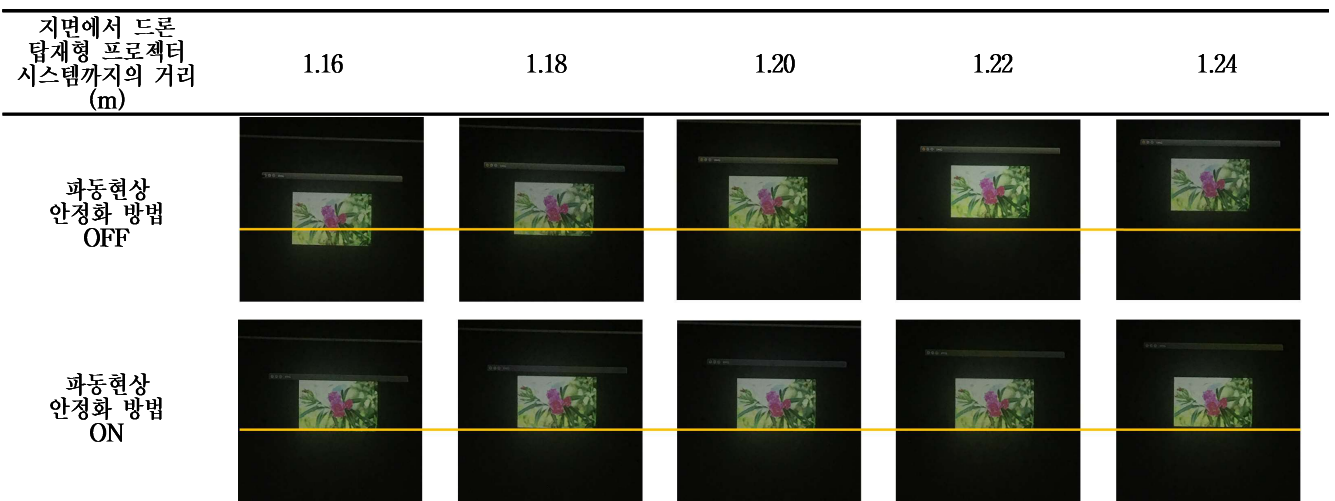 지면에서 드론
탑재형 프로젝터
시스템까지의 거리
(m)
1.16
1.18
1.20
1.22
1.24
파동현상
안정화 방법
OFF
파동현상
안정화 방법
ON